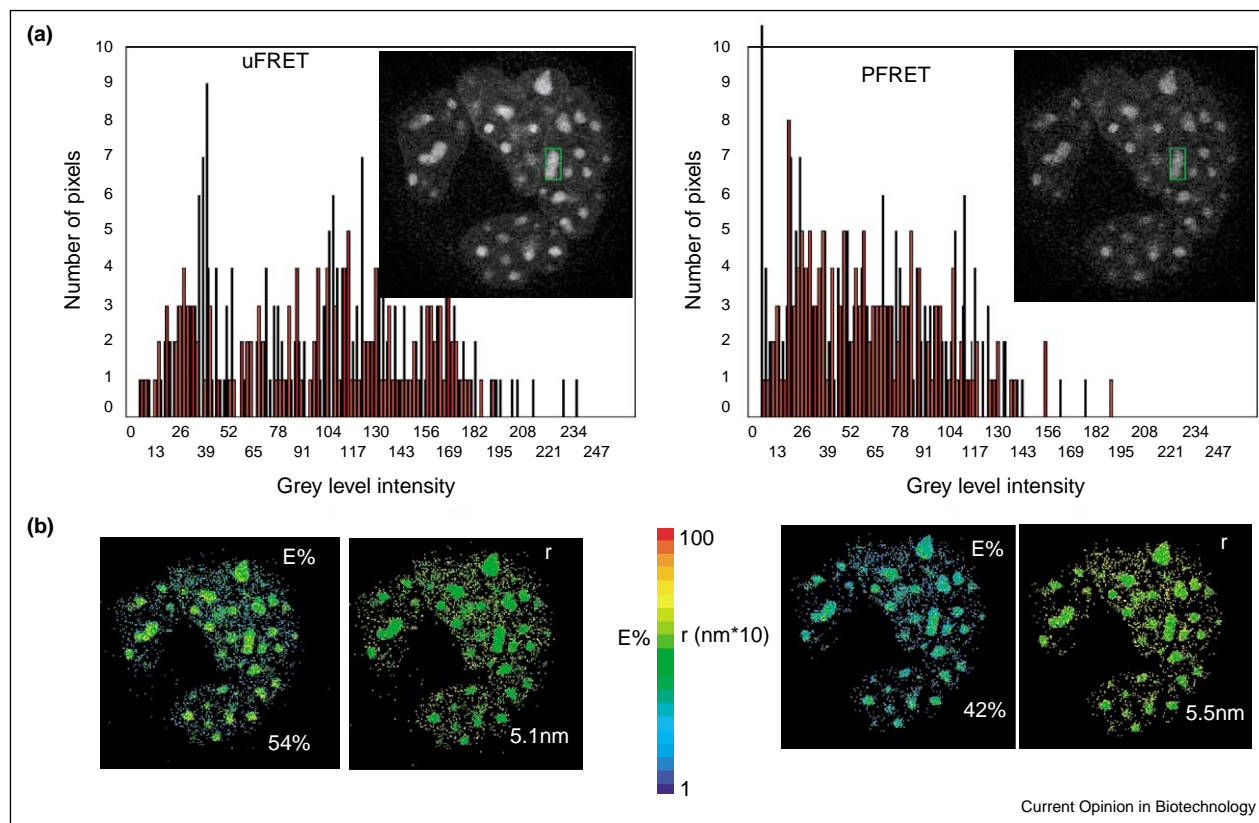 (a)
uFRET
Number of pixels
10
9
8
7
6
5
4
3
2
1
0
0 26 52 78 104 130 156 182 208 234
13 39 65 91 117 143 169 195 221 247
Grey level intensity
PFRET
Number of pixels
10
9
8
7
6
5
4
3
2
1
0
0 26 52 78 104 130 156 182 208 234
13 39 65 91 117 143 169 195 221 247
Grey level intensity
(b)
E%
54%
r
5.1nm
100
E% r (nm*10)
1
E%
42%
r
5.5nm
Current Opinion in Biotechnology